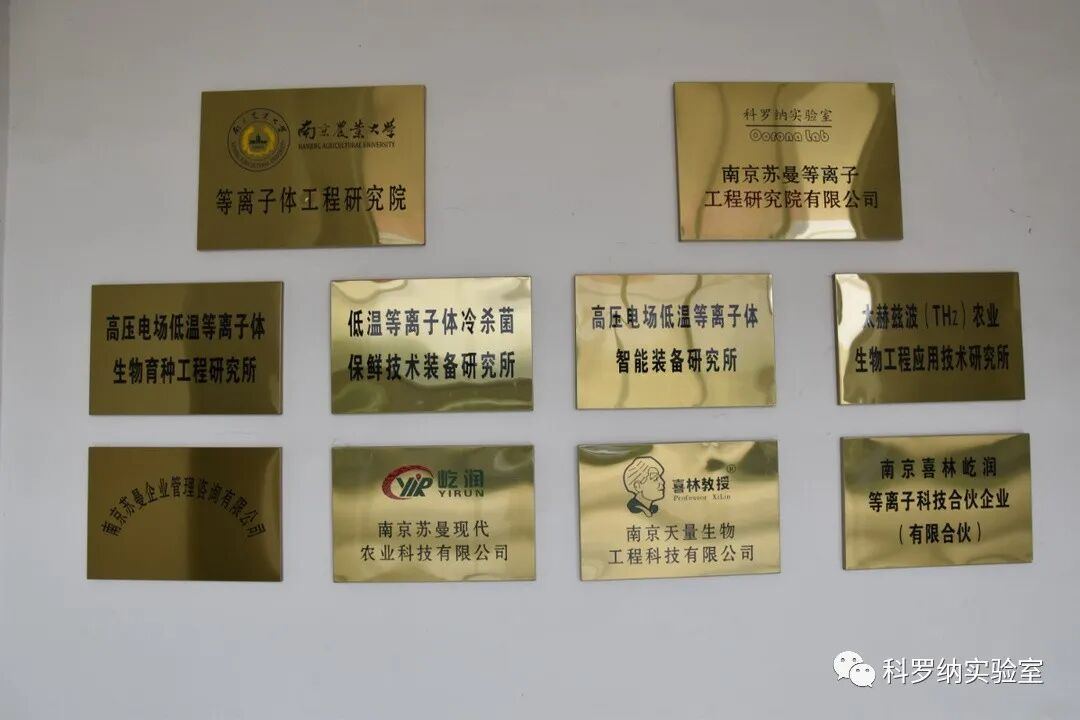 南京農業大學
NANJING AGRICULTURAL UNIVERSITY
等离子体工程研究院
科罗纳实验室
Corona Lab
南京苏曼等离子
工程研究院有限公司
高压电场低温等离子体
生物育种工程研究所
低温等离子体冷杀菌
保鲜技术装备研究所
高压电场低温等离子体
智能装备研究所
太赫兹波（THz）农业
生物工程应用技术研究所
南京苏曼企业管理咨询有限公司
YR
屹润
YIRUN
南京苏曼现代
农业科技有限公司
喜林教授®
Professor Xilin
南京天量生物
工程科技有限公司
南京喜林屹润
等离子科技合伙企业
（有限合伙）
科罗纳实验室